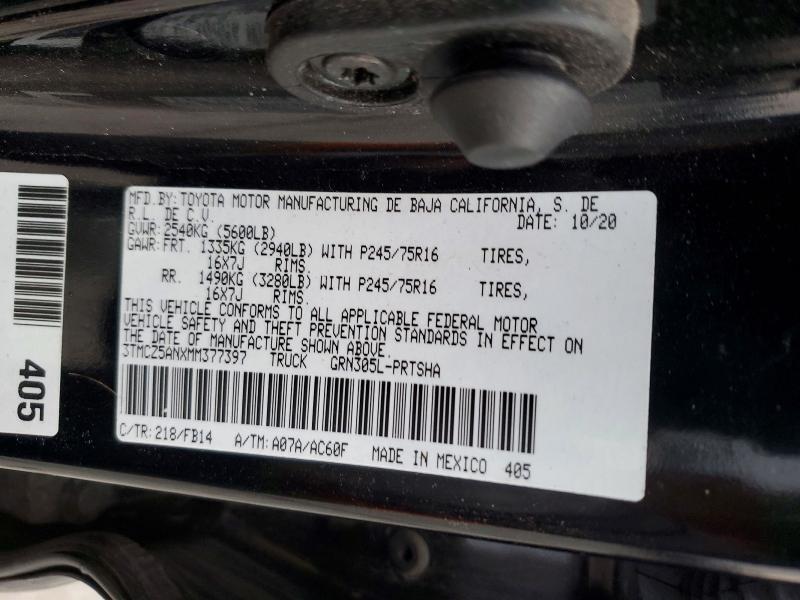 MFD.BY:TOYOTA MOTOR MANUFACTURING DE BAJA CALIFORNIA, S. DE
R.L. DE C.V. DATE: 10/20
GVWR:2540KG (5600LB)
GAWR:FRT. 1335KG (2940LB) WITH P245/75R16 TIRES,
16X7J RIMS.
RR. 1490KG (3280LB) WITH P245/75R16 TIRES,
16X7J RIMS.
THIS VEHICLE CONFORMS TO ALL APPLICABLE FEDERAL MOTOR
VEHICLE SAFETY AND THEFT PREVENTION STANDARDS IN EFFECT ON
THE DATE OF MANUFACTURE SHOWN ABOVE.
3TMCZ5ANXMM377397 TRUCK GRN305L-PRTSHA
C/TR:218/FB14 A/TM:A07A/AC60F MADE IN MEXICO 405
405